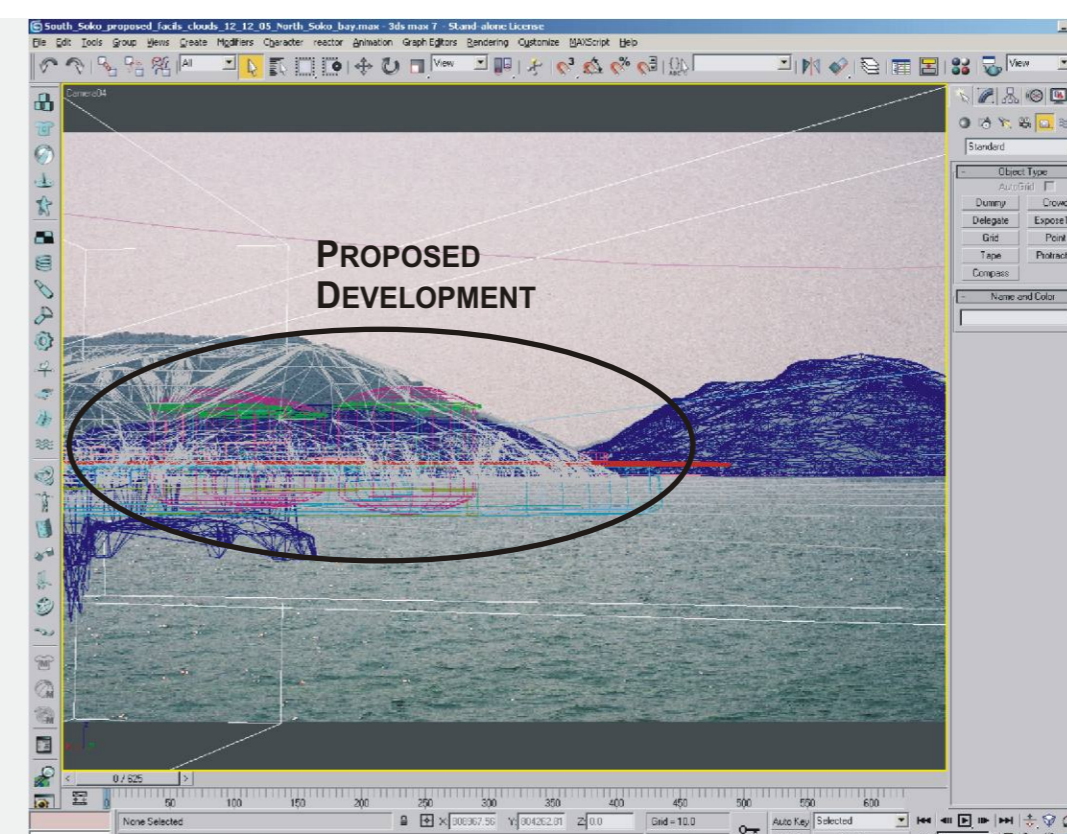 South_Soko_proposed_facils_clouds_12_12_05_North_Soko_bay.max - 3ds max 7 - Stand-alone License
File Edit Tools Group Views Create Modifiers Character reactor Animation Graph Editors Rendering Customize MAXScript Help
All View View
Camera04
Standard
Object Type
AutoGrid
Dummy Crowd
Delegate Expose
Grid Point
Tape Protract
Compass
Name and Color
PROPOSED
DEVELOPMENT
0 / 625
0 50 100 150 200 250 300 350 400 450 500 550 600
None Selected X: Y: Z: 0.0 Grid = 10.0 Auto Key Selected